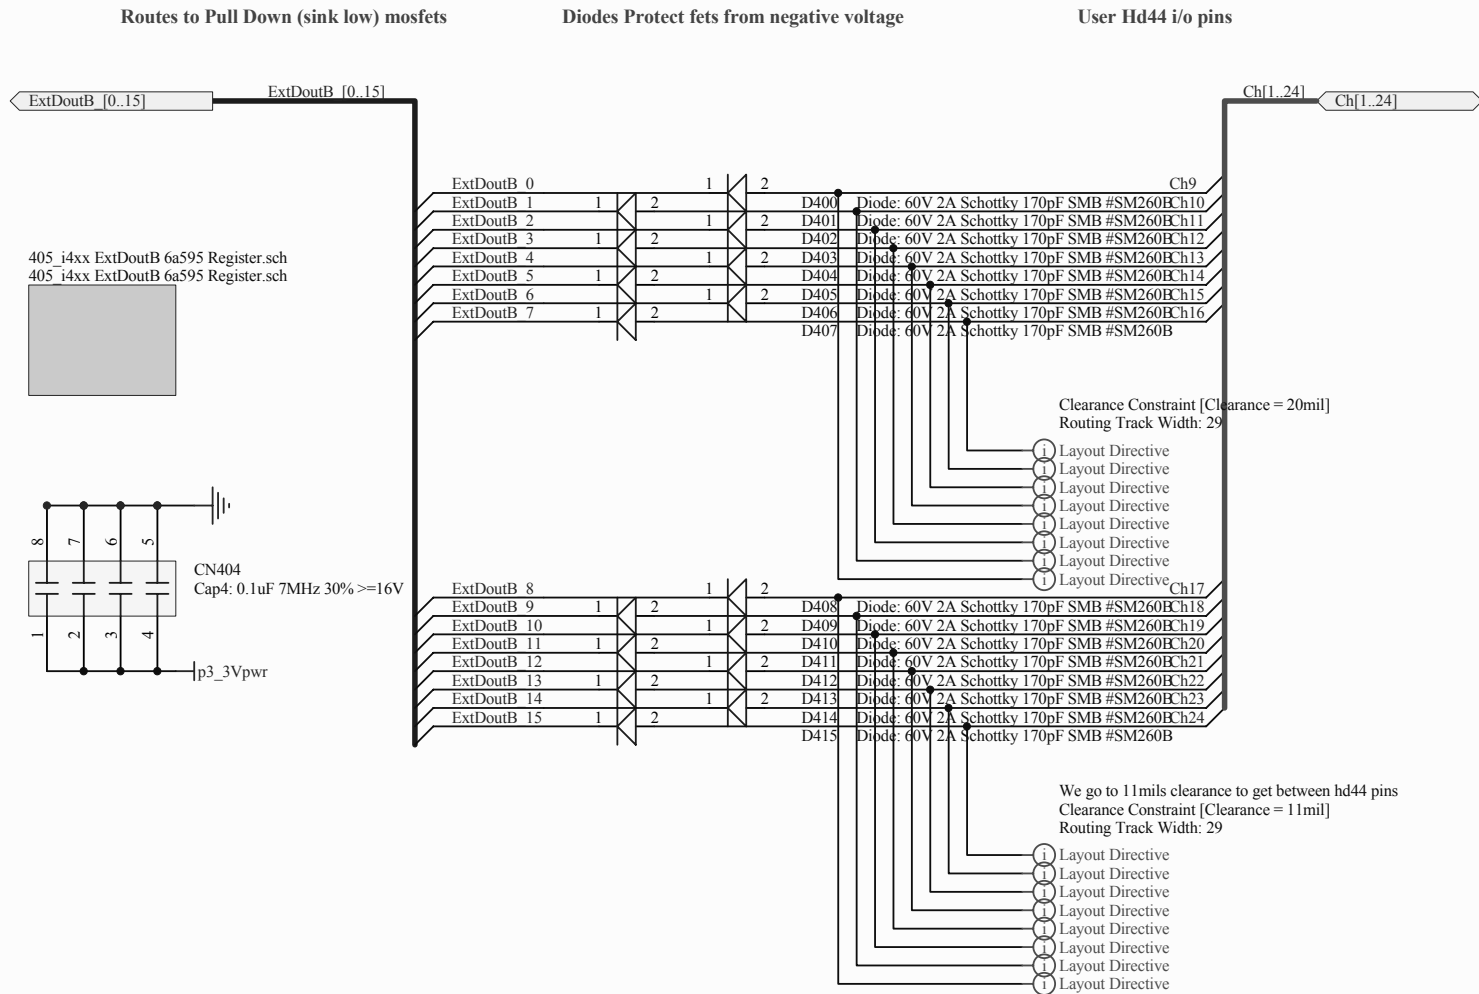 Routes to Pull Down (sink low) mosfets Diodes Protect fets from negative voltage User Hd44 i/o pins
ExtDoutB_[0..15] ExtDoutB_[0..15] Ch[1..24] Ch[1..24]
ExtDoutB_0 1 2 Ch9
ExtDoutB_1 1 2 D400 Diode: 60V 2A Schottky 170pF SMB #SM260B Ch10
ExtDoutB_2 1 2 D401 Diode: 60V 2A Schottky 170pF SMB #SM260B Ch11
ExtDoutB_3 1 2 D402 Diode: 60V 2A Schottky 170pF SMB #SM260B Ch12
ExtDoutB_4 1 2 D403 Diode: 60V 2A Schottky 170pF SMB #SM260B Ch13
ExtDoutB_5 1 2 D404 Diode: 60V 2A Schottky 170pF SMB #SM260B Ch14
ExtDoutB_6 1 2 D405 Diode: 60V 2A Schottky 170pF SMB #SM260B Ch15
ExtDoutB_7 1 2 D406 Diode: 60V 2A Schottky 170pF SMB #SM260B Ch16
D407 Diode: 60V 2A Schottky 170pF SMB #SM260B
405_i4xx ExtDoutB 6a595 Register.sch
405_i4xx ExtDoutB 6a595 Register.sch
Clearance Constraint [Clearance = 20mil]
Routing Track Width: 29
i Layout Directive
i Layout Directive
i Layout Directive
i Layout Directive
i Layout Directive
i Layout Directive
i Layout Directive
i Layout Directive
8 7 6 5
CN404
Cap4: 0.1uF 7MHz 30% >=16V
1 2 3 4
p3_3Vpwr
ExtDoutB_8 1 2 Ch17
ExtDoutB_9 1 2 D408 Diode: 60V 2A Schottky 170pF SMB #SM260B Ch18
ExtDoutB_10 1 2 D409 Diode: 60V 2A Schottky 170pF SMB #SM260B Ch19
ExtDoutB_11 1 2 D410 Diode: 60V 2A Schottky 170pF SMB #SM260B Ch20
ExtDoutB_12 1 2 D411 Diode: 60V 2A Schottky 170pF SMB #SM260B Ch21
ExtDoutB_13 1 2 D412 Diode: 60V 2A Schottky 170pF SMB #SM260B Ch22
ExtDoutB_14 1 2 D413 Diode: 60V 2A Schottky 170pF SMB #SM260B Ch23
ExtDoutB_15 1 2 D414 Diode: 60V 2A Schottky 170pF SMB #SM260B Ch24
D415 Diode: 60V 2A Schottky 170pF SMB #SM260B
We go to 11mils clearance to get between hd44 pins
Clearance Constraint [Clearance = 11mil]
Routing Track Width: 29
i Layout Directive
i Layout Directive
i Layout Directive
i Layout Directive
i Layout Directive
i Layout Directive
i Layout Directive
i Layout Directive